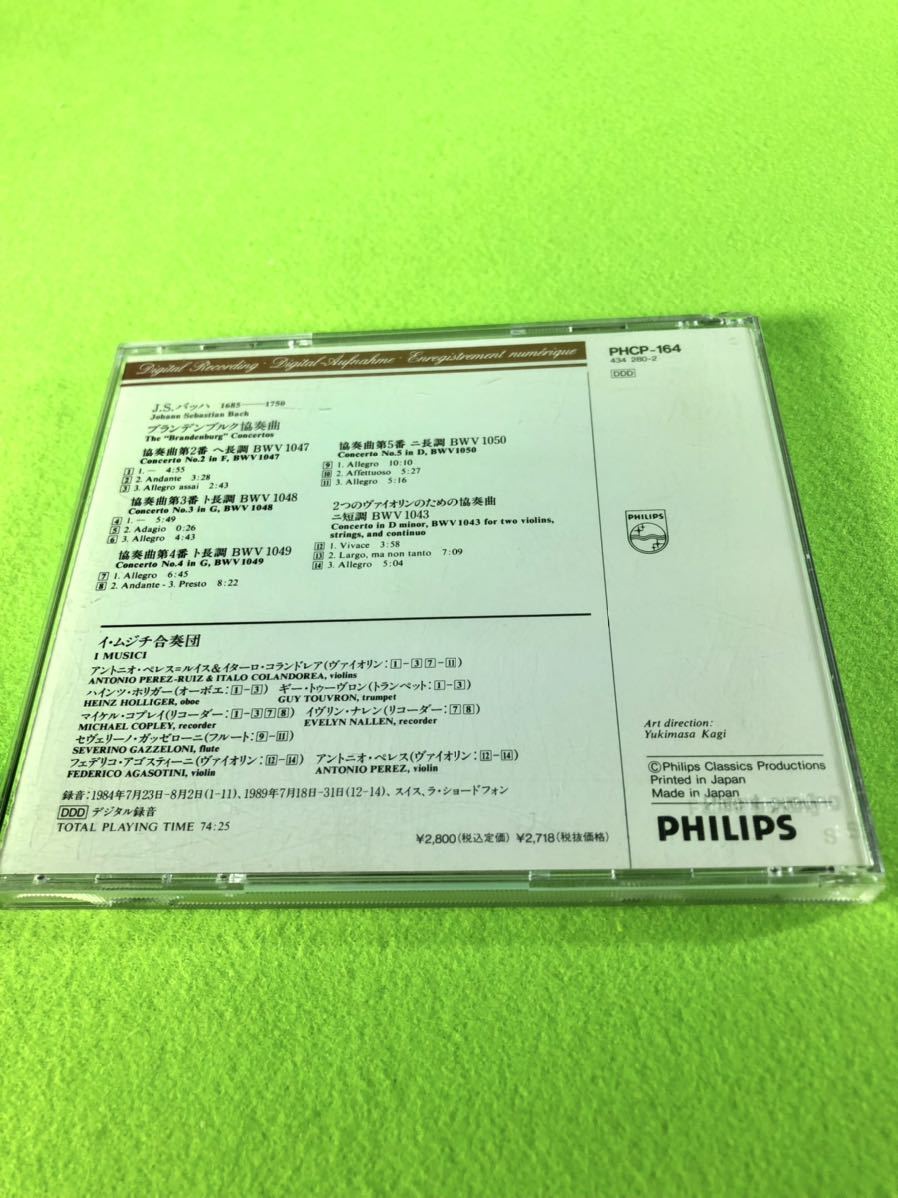 Digital Recording · Digital-Aufnahme · Enregistrement numérique
J.S.バッハ 1685——1750
Johann Sebastian Bach
ブランデンブルク協奏曲
The "Brandenburg" Concertos
協奏曲第2番 ヘ長調 BWV 1047
Concerto No.2 in F, BWV 1047
1 1. — 4:55
2 2. Andante 3:28
3 3. Allegro assai 2:43
協奏曲第3番 ト長調 BWV 1048
Concerto No.3 in G, BWV 1048
4 1. — 5:49
5 2. Adagio 0:26
6 3. Allegro 4:43
協奏曲第4番 ト長調 BWV 1049
Concerto No.4 in G, BWV1049
7 1. Allegro 6:45
8 2. Andante - 3. Presto 8:22
協奏曲第5番 ニ長調 BWV 1050
Concerto No.5 in D, BWV1050
9 1. Allegro 10:10
10 2. Affettuoso 5:27
11 3. Allegro 5:16
2つのヴァイオリンのための協奏曲
ニ短調 BWV 1043
Concerto in D minor, BWV 1043 for two violins,
strings, and continuo
12 1. Vivace 3:58
13 2. Largo, ma non tanto 7:09
14 3. Allegro 5:04
イ・ムジチ合奏団
I MUSICI
アントニオ・ペレス=ルイス&イターロ・コランドレア(ヴァイオリン:1-3 7-11)
ANTONIO PEREZ-RUIZ & ITALO COLANDOREA, violins
ハインツ・ホリガー(オーボエ:1-3) ギー・トゥーヴロン(トランペット:1-3)
HEINZ HOLLIGER, oboe GUY TOUVRON, trumpet
マイケル・コプレイ(リコーダー:1-3 7 8) イヴリン・ナレン(リコーダー:7 8)
MICHAEL COPLEY, recorder EVELYN NALLEN, recorder
セヴェリーノ・ガッゼローニ(フルート:9-11)
SEVERINO GAZZELONI, flute
フェデリコ・アゴスティーニ(ヴァイオリン:12-14) アントニオ・ペレス(ヴァイオリン:12-14)
FEDERICO AGASOTINI, violin ANTONIO PEREZ, violin
録音:1984年7月23日-8月2日(1-11)、1989年7月18日-31日(12-14)、スイス、ラ・ショードフォン
DDD デジタル録音
TOTAL PLAYING TIME 74:25
¥2,800(税込定価) ¥2,718(税抜価格)
PHCP-164
434 280-2
DDD
PHILIPS
Art direction:
Yukimasa Kagi
©Philips Classics Productions
Printed in Japan
Made in Japan
PHILIPS